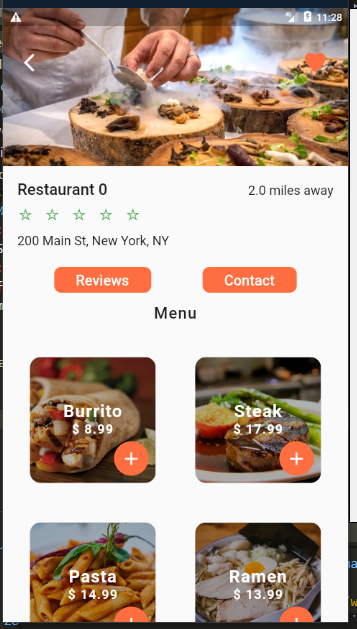 11:28
Restaurant 0
2.0 miles away
☆ ☆ ☆ ☆ ☆
200 Main St, New York, NY
Reviews
Contact
Menu
Burrito
$ 8.99
+
Steak
$ 17.99
+
Pasta
$ 14.99
Ramen
$ 13.99